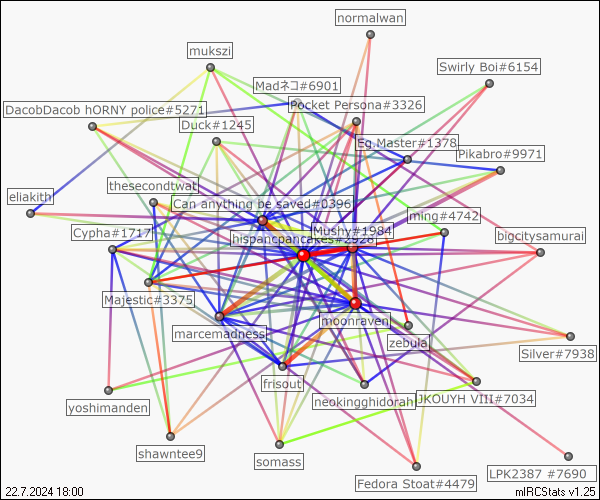 normalwan
mukszi
Swirly Boi#6154
Madネコ#6901
DacobDacob hORNY police#5271
Pocket Persona#3326
Duck#1245
Eg.Master#1378
Pikabro#9971
thesecondtwat
eliakith
Can anything be saved#0396
ming#4742
Cypha#1717
Mushy#1984
hispancpancakes#2528
bigcitysamurai
Majestic#3375
moonraven
marcemadness
zebula
Silver#7938
frisout
neokingghidorah
JKOUYH VIII#7034
yoshimanden
shawntee9
somass
Fedora Stoat#4479
LPK2387 #7690
22.7.2024 18:00
mIRCStats v1.25